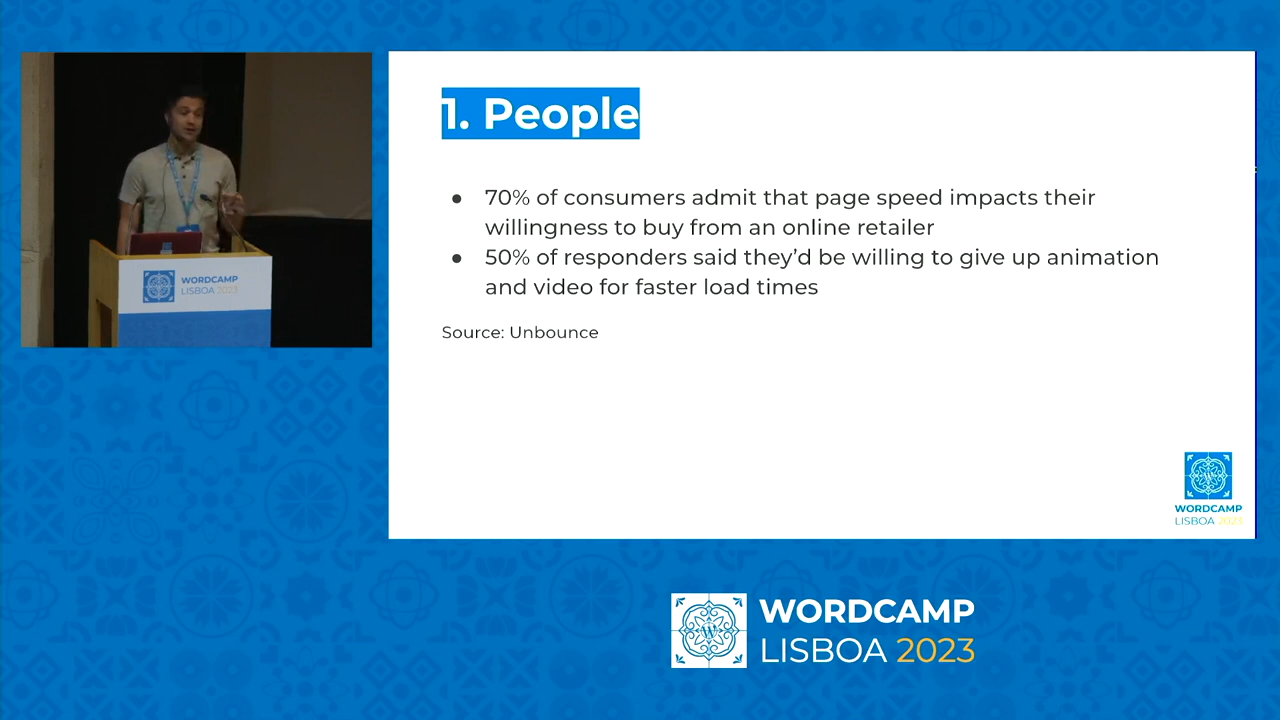 1. People
● 70% of consumers admit that page speed impacts their
willingness to buy from an online retailer
● 50% of responders said they'd be willing to give up animation
and video for faster load times
Source: Unbounce
WORDCAMP
LISBOA 2023
WORDCAMP
LISBOA 2023
WORDCAMP
LISBOA 2023